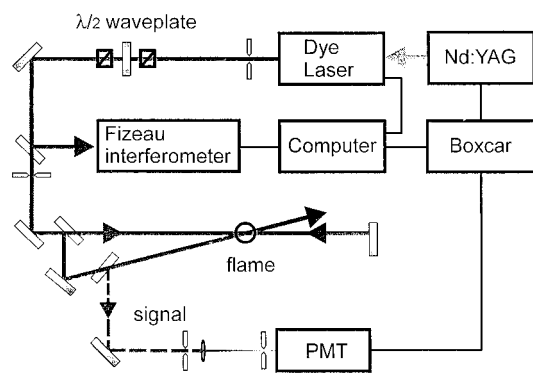 λ/2 waveplate
Dye
Laser
Nd:YAG
Fizeau
interferometer
Computer
Boxcar
flame
signal
PMT